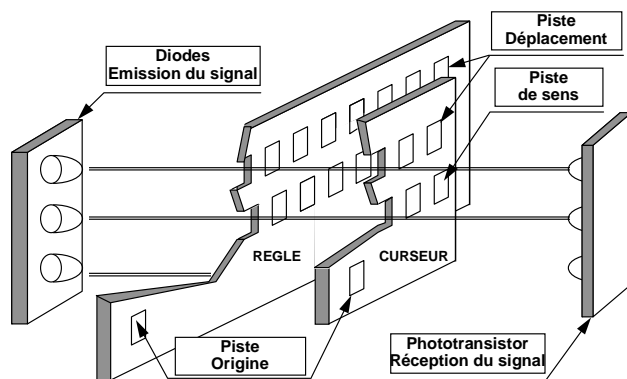 Diodes
Emission du signal
Piste
Déplacement
Piste
de sens
REGLE
CURSEUR
Piste
Origine
Phototransistor
Réception du signal